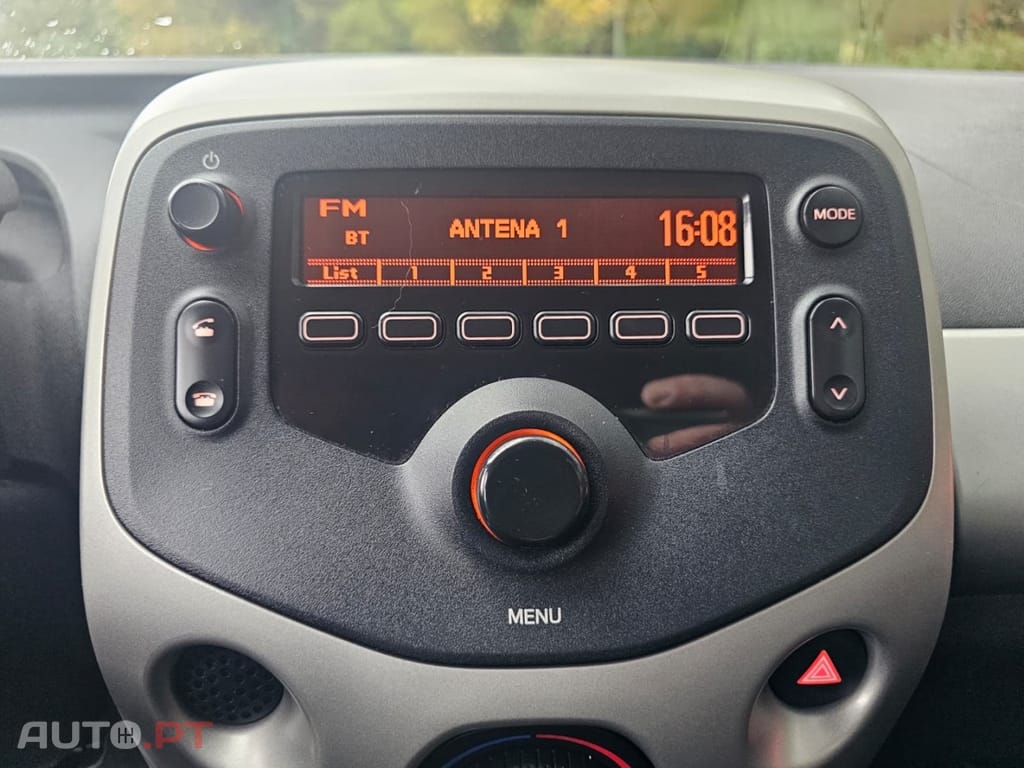 FM
BT
ANTENA 1
16:08
List 1 2 3 4 5
MODE
MENU
AUTO.PT